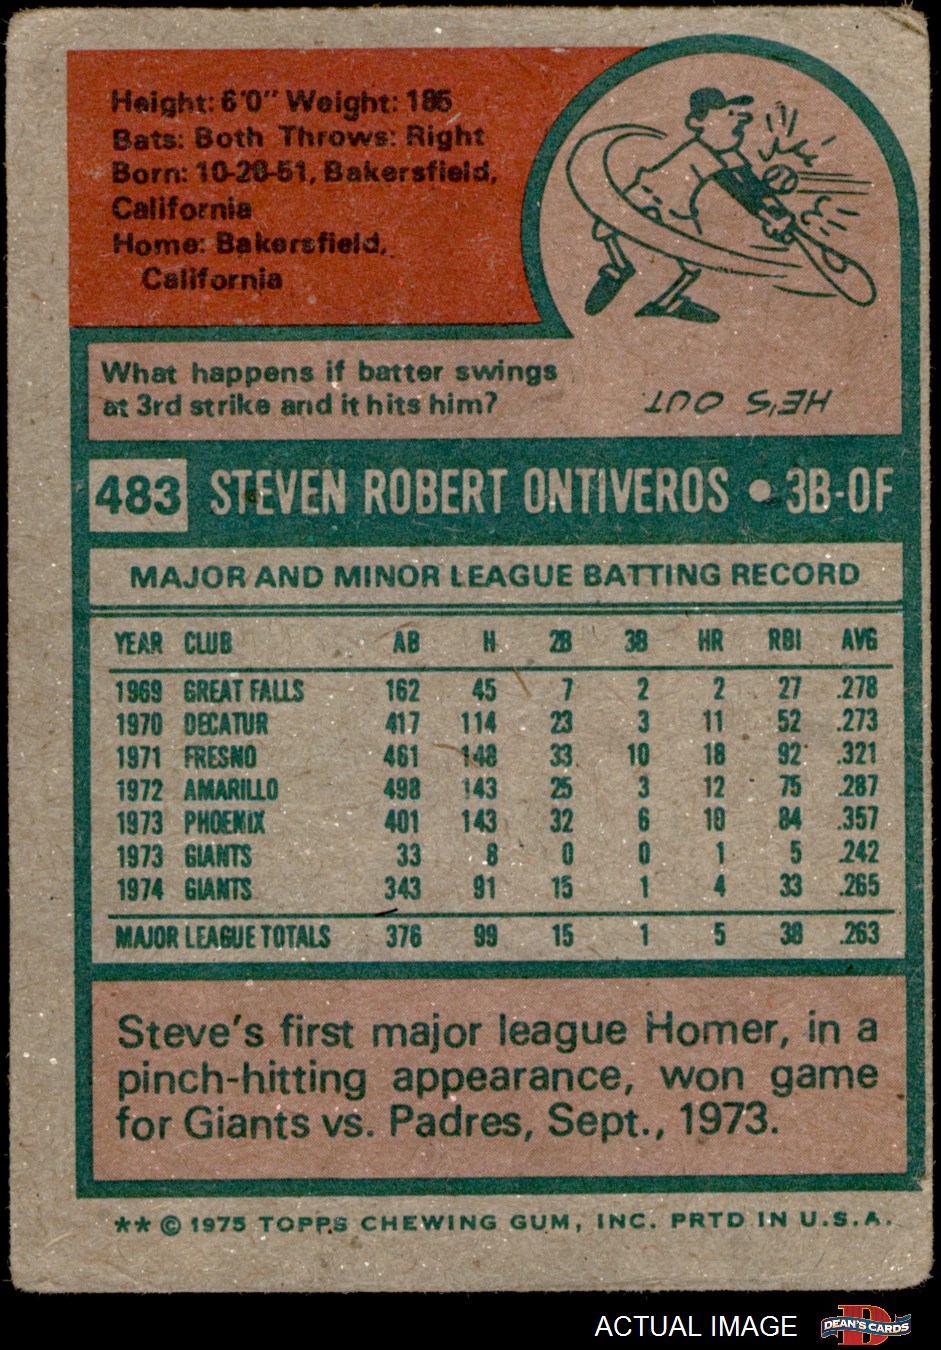 Height: 6'0" Weight: 185
Bats: Both Throws: Right
Born: 10-26-51, Bakersfield,
California
Home: Bakersfield,
California
What happens if batter swings
at 3rd strike and it hits him?
HE'S OUT
483 STEVEN ROBERT ONTIVEROS • 3B-OF
MAJOR AND MINOR LEAGUE BATTING RECORD
YEAR CLUB AB H 2B 3B HR RBI AVG
1969 GREAT FALLS 162 45 7 2 2 27 .278
1970 DECATUR 417 114 23 3 11 52 .273
1971 FRESNO 461 148 33 10 18 92 .321
1972 AMARILLO 498 143 25 3 12 75 .287
1973 PHOENIX 401 143 32 6 10 84 .357
1973 GIANTS 33 8 0 0 1 5 .242
1974 GIANTS 343 91 15 1 4 33 .265
MAJOR LEAGUE TOTALS 376 99 15 1 5 38 .263
Steve's first major league Homer, in a
pinch-hitting appearance, won game
for Giants vs. Padres, Sept., 1973.
** © 1975 TOPPS CHEWING GUM, INC. PRTD IN U.S.A.
ACTUAL IMAGE D DEAN'S CARDS